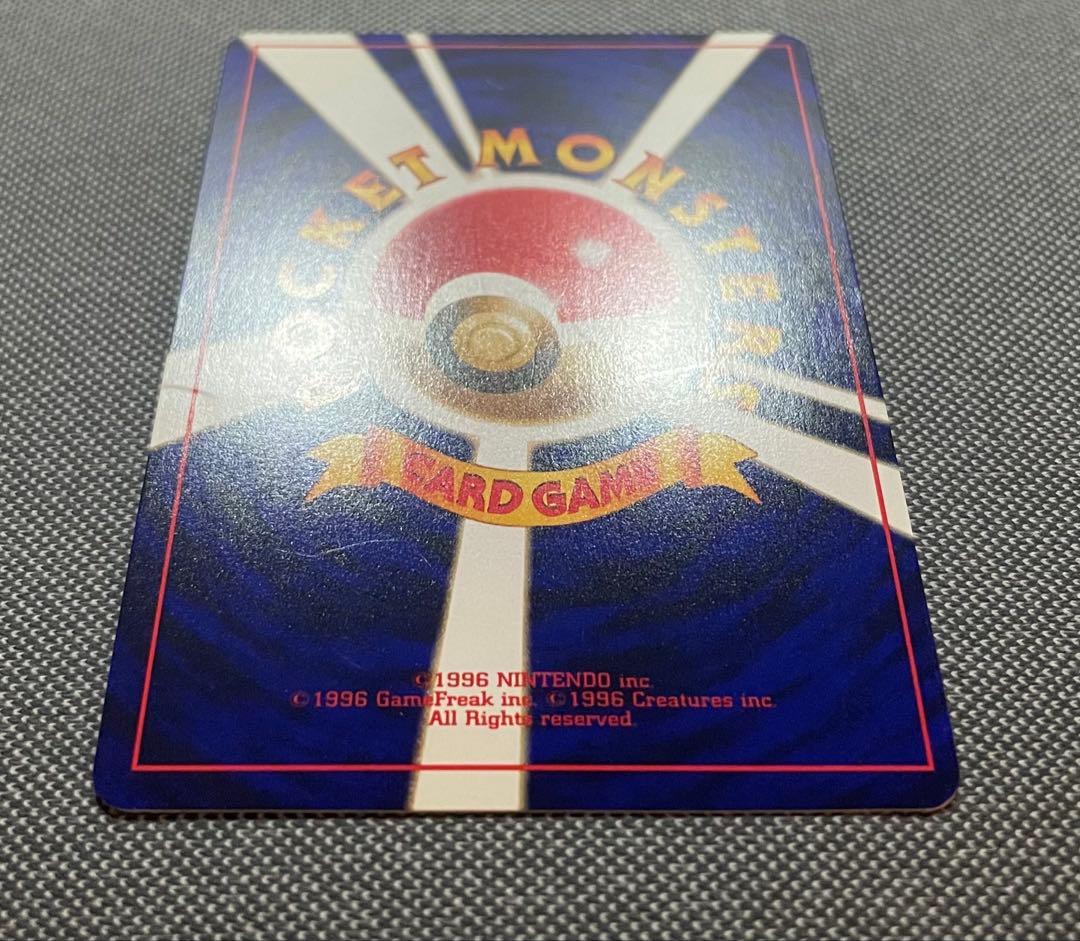 POCKET MONSTERS
CARD GAME
©1996 NINTENDO inc.
©1996 GameFreak inc. ©1996 Creatures inc.
All Rights reserved.